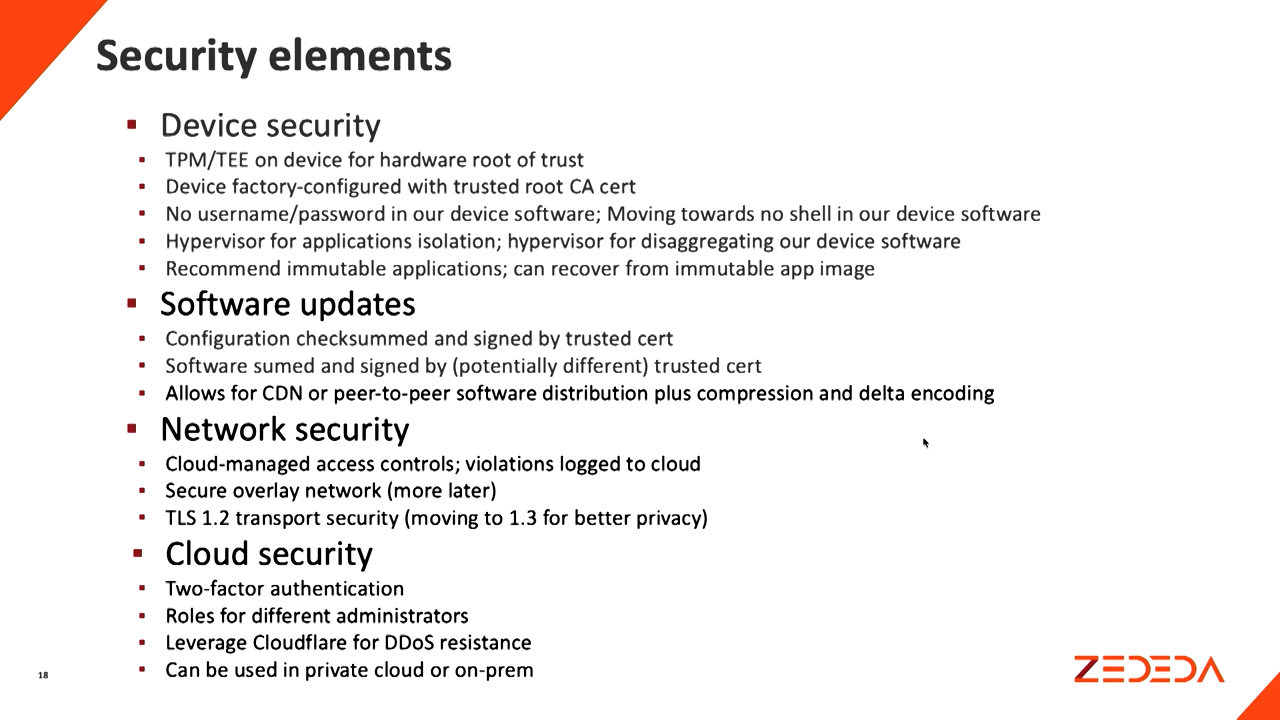 Security elements
Device security
TPM/TEE on device for hardware root of trust
Device factory-configured with trusted root CA cert
No username/password in our device software; Moving towards no shell in our device software
Hypervisor for applications isolation; hypervisor for disaggregating our device software
Recommend immutable applications; can recover from immutable app image
Software updates
Configuration checksummed and signed by trusted cert
Software sumed and signed by (potentially different) trusted cert
Allows for CDN or peer-to-peer software distribution plus compression and delta encoding
Network security
Cloud-managed access controls; violations logged to cloud
Secure overlay network (more later)
TLS 1.2 transport security (moving to 1.3 for better privacy)
Cloud security
Two-factor authentication
Roles for different administrators
Leverage Cloudflare for DDoS resistance
Can be used in private cloud or on-prem
18
ZEDEDA